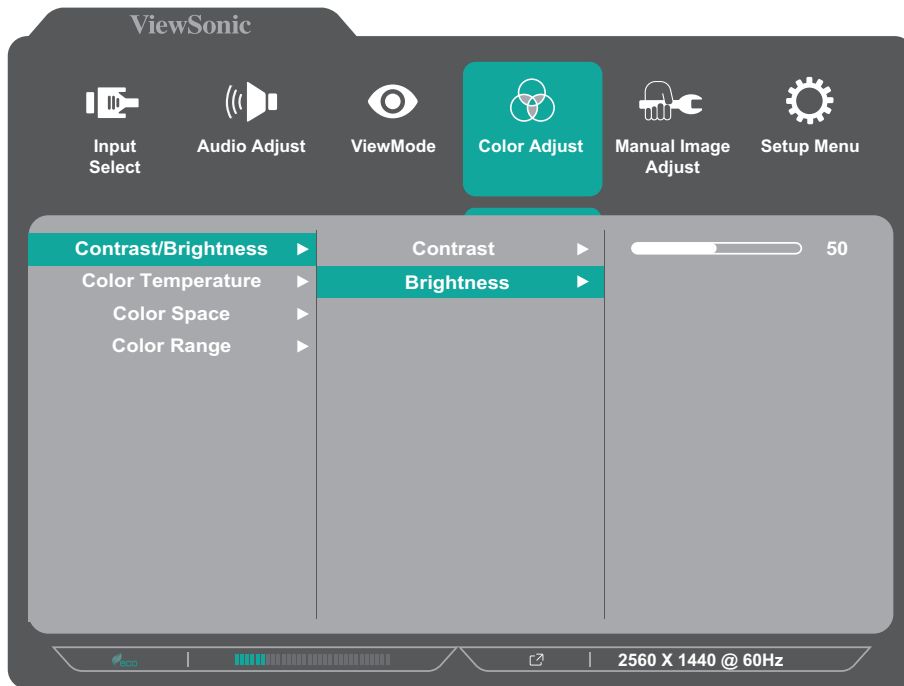 ViewSonic
Input
Select
Audio Adjust
ViewMode
Color Adjust
Manual Image
Adjust
Setup Menu
Contrast/Brightness
Color Temperature
Color Space
Color Range
Contrast
Brightness
50
eco
2560 X 1440 @ 60Hz